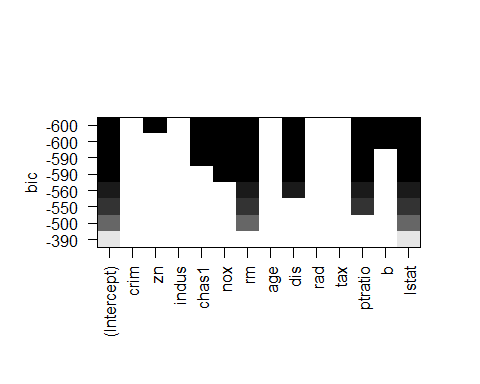 bic
-600
-600
-590
-590
-560
-550
-500
-390
(Intercept)
crim
zn
indus
chas1
nox
rm
age
dis
rad
tax
ptratio
b
lstat